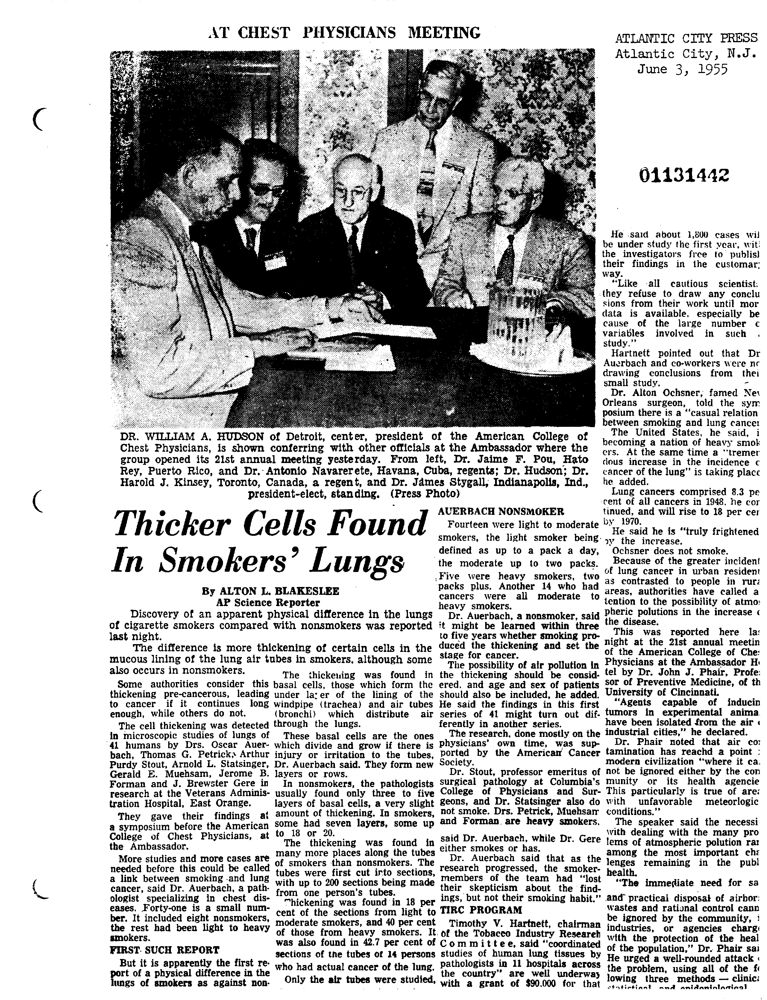 AT CHEST PHYSICIANS MEETING
ATLANTIC CITY PRESS
Atlantic City, N.J.
June 3, 1955
01131442
DR. WILLIAM A. HUDSON of Detroit, center, president of the American College of
Chest Physicians, is shown conferring with other officials at the Ambassador where the
group opened its 21st annual meeting yesterday. From left, Dr. Jaime F. Pou, Hato
Rey, Puerto Rico, and Dr. Antonio Navarerete, Havana, Cuba, regents; Dr. Hudson; Dr.
Harold J. Kinsey, Toronto, Canada, a regent, and Dr. James Stygall, Indianapolis, Ind.,
president-elect, standing. (Press Photo)
Thicker Cells Found
In Smokers' Lungs
By ALTON L. BLAKESLEE
AP Science Reporter
Discovery of an apparent physical difference in the lungs
of cigarette smokers compared with nonsmokers was reported
last night.
The difference is more thickening of certain cells in the
mucous lining of the lung air tubes in smokers, although some
also occurs in nonsmokers.
Some authorities consider this
thickening pre-cancerous, leading
to cancer if it continues long
enough, while others do not.
The cell thickening was detected
in microscopic studies of lungs of
41 humans by Drs. Oscar Auer-
bach, Thomas G. Petrick, Arthur
Purdy Stout, Arnold L. Statsinger,
Gerald E. Muehsam, Jerome B.
Forman and J. Brewster Gere in
research at the Veterans Adminis-
tration Hospital, East Orange.
They gave their findings at
a symposium before the American
College of Chest Physicians, at
the Ambassador.
More studies and more cases are
needed before this could be called
a link between smoking and lung
cancer, said Dr. Auerbach, a path-
ologist specializing in chest dis-
eases. Forty-one is a small num-
ber. It included eight nonsmokers,
the rest had been light to heavy
smokers.
FIRST SUCH REPORT
But it is apparently the first re-
port of a physical difference in the
lungs of smokers as against non-
The thickening was found in
basal cells, those which form the
under layer of the lining of the
windpipe (trachea) and air tubes
(bronchi) which distribute air
through the lungs.
These basal cells are the ones
which divide and grow if there is
injury or irritation to the tubes,
Dr. Auerbach said. They form new
layers or rows.
In nonsmokers, the pathologists
usually found only three to five
layers of basal cells, a very slight
amount of thickening. In smokers,
some had seven layers, some up
to 18 or 20.
The thickening was found in
many more places along the tubes
of smokers than nonsmokers. The
tubes were first cut into sections,
with up to 200 sections being made
from one person's tubes.
Thickening was found in 18 per
cent of the sections from light to
moderate smokers, and 40 per cent
of those from heavy smokers. It
was also found in 42.7 per cent of
sections of the tubes of 14 persons
who had actual cancer of the lung.
Only the air tubes were studied,
AUERBACH NONSMOKER
Fourteen were light to moderate
smokers, the light smoker being
defined as up to a pack a day,
the moderate up to two packs.
Five were heavy smokers, two
packs plus. Another 14 who had
cancers were all moderate to
heavy smokers.
Dr. Auerbach, a nonsmoker, said
it might be learned within three
to five years whether smoking pro-
duced the thickening and set the
stage for cancer.
The possibility of air pollution in
the thickening should be consid-
ered, and age and sex of patients
should also be included, he added.
He said the findings in this first
series of 41 might turn out dif-
ferently in another series.
The research, done mostly on the
physicians' own time, was sup-
ported by the American Cancer
Society.
Dr. Stout, professor emeritus of
surgical pathology at Columbia's
College of Physicians and Sur-
geons, and Dr. Statsinger also do
not smoke. Drs. Petrick, Muehsam
and Forman are heavy smokers,
said Dr. Auerbach, while Dr. Gere
either smokes or has.
Dr. Auerbach said that as the
research progressed, the smoker-
members of the team had "lost
their skepticism about the find-
ings, but not their smoking habit."
TIRC PROGRAM
Timothy V. Hartnett, chairman
of the Tobacco Industry Research
Committee, said "coordinated
studies of human lung tissues by
pathologists in 11 hospitals across
the country" are well underway
with a grant of $90.000 for that
He said about 1,800 cases wil
be under study the first year, wit
the investigators free to publis
their findings in the customar
way.
"Like all cautious scientist
they refuse to draw any conclu
sions from their work until mor
data is available, especially be
cause of the large number
variables involved in such
study."
Hartnett pointed out that Dr
Auerbach and co-workers were n
drawing conclusions from thei
small study.
Dr. Alton Ochsner, famed Ne
Orleans surgeon, told the sym
posium there is a "casual relation
between smoking and lung cancer
The United States, he said, i
becoming a nation of heavy smok
ers. At the same time a "tremen
dous increase in the incidence
cancer of the lung" is taking place
he added.
Lung cancers comprised 8.3 pe
cent of all cancers in 1948, he con
tinued, and will rise to 18 per cen
by 1970.
He said he is "truly frightened
by the increase.
Ochsner does not smoke.
Because of the greater incident
of lung cancer in urban resident
as contrasted to people in rura
areas, authorities have called a
tention to the possibility of atmo
pheric polutions in the increase
the disease.
This was reported here la
night at the annual meetin
of the American College of Che
Physicians at the Ambassador H
tel by Dr. John J. Phair, Profe
sor of Preventive Medicine, of th
University of Cincinnati.
"Agents capable of inducin
tumors in experimental anima
have been isolated from the air
industrial cities," he declared.
Dr. Phair noted that air co
tamination has reachd a point
modern civilization "where it ca
not be ignored either by the com
munity or its health agencie
This particularly is true of are
with unfavorable meteorologic
conditions."
The speaker said the necessi
with dealing with the many pro
lems of atmospheric polution ra
among the most important cha
lenges remaining in the publ
health.
"The immediate need for sa
and practical disposal of airbor
wastes and rational control cann
be ignored by the community,
industries, or agencies charg
with the protection of the heal
of the population," Dr. Phair sa
He urged a well-rounded attack
the problem, using all of the f
lowing three methods — clinic
statistical and epidemiological